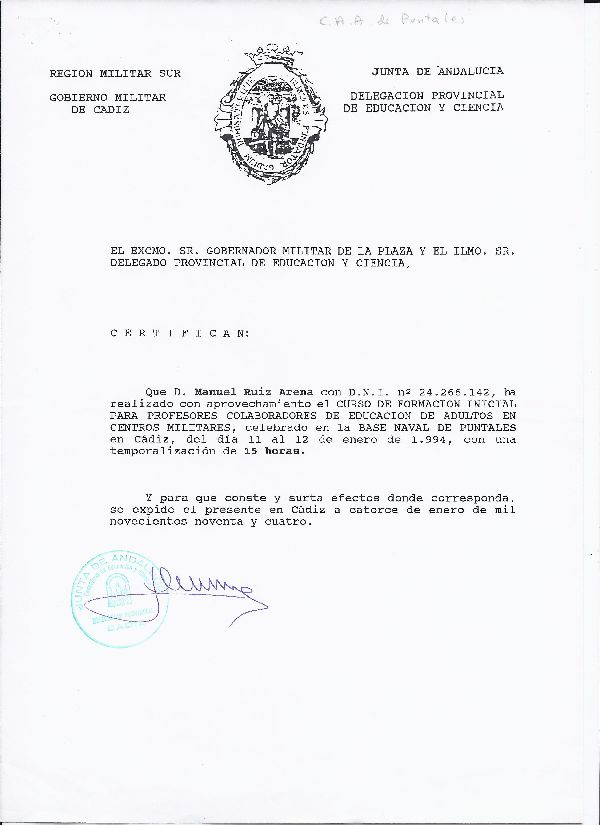 C.A.A. de Puntales
REGION MILITAR SUR
JUNTA DE ANDALUCIA
GOBIERNO MILITAR
DE CADIZ
DELEGACION PROVINCIAL
DE EDUCACION Y CIENCIA
EL EXCMO. SR. GOBERNADOR MILITAR DE LA PLAZA Y EL ILMO. SR.
DELEGADO PROVINCIAL DE EDUCACION Y CIENCIA,
C E R T I F I C A N:
Que D. Manuel Ruiz Arena con D.N.I. nº 24.266.142, ha
realizado con aprovechamiento el CURSO DE FORMACION INICIAL
PARA PROFESORES COLABORADORES DE EDUCACION DE ADULTOS EN
CENTROS MILITARES, celebrado en la BASE NAVAL DE PUNTALES
en Cádiz, del día 11 al 12 de enero de 1.994, con una
temporalización de 15 horas.
Y para que conste y surta efectos donde corresponda,
se expide el presente en Cádiz a catorce de enero de mil
novecientos noventa y cuatro.
JUNTA DE ANDALUCIA
CADIZ